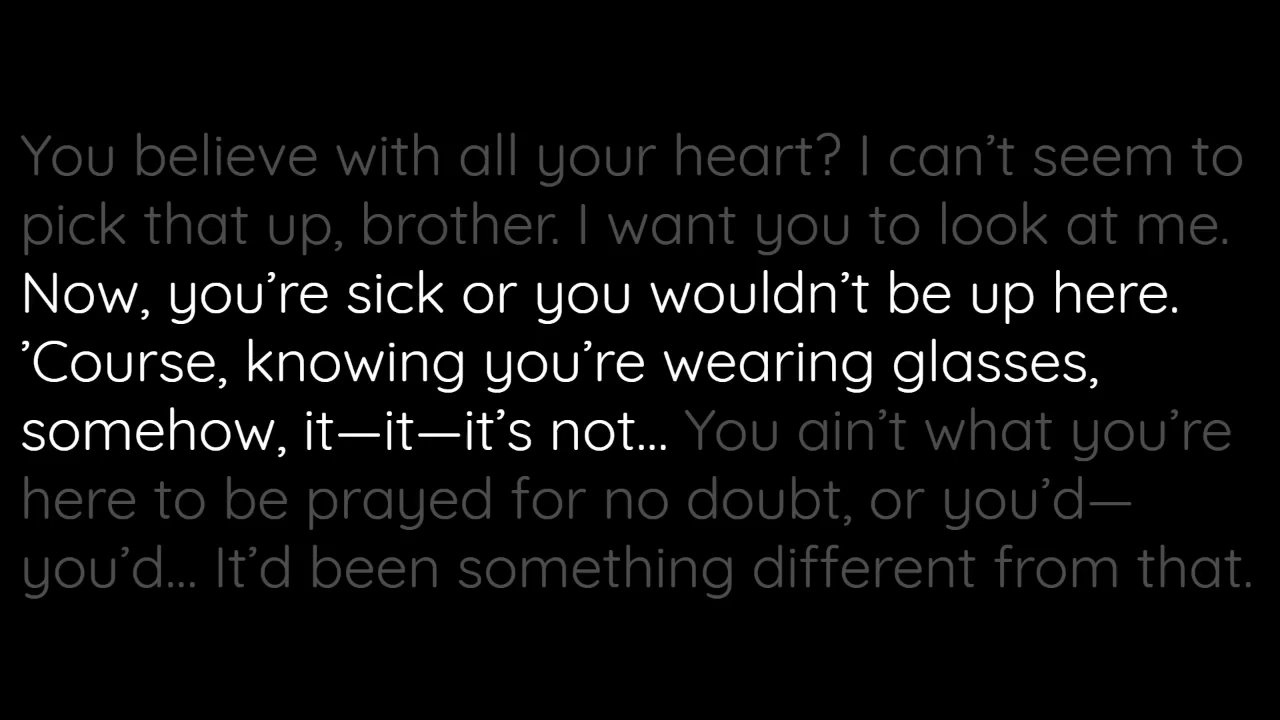 You believe with all your heart? I can’t seem to
pick that up, brother. I want you to look at me.
Now, you’re sick or you wouldn’t be up here.
’Course, knowing you’re wearing glasses,
somehow, it—it—it’s not... You ain’t what you’re
here to be prayed for no doubt, or you’d—
you’d... It’d been something different from that.